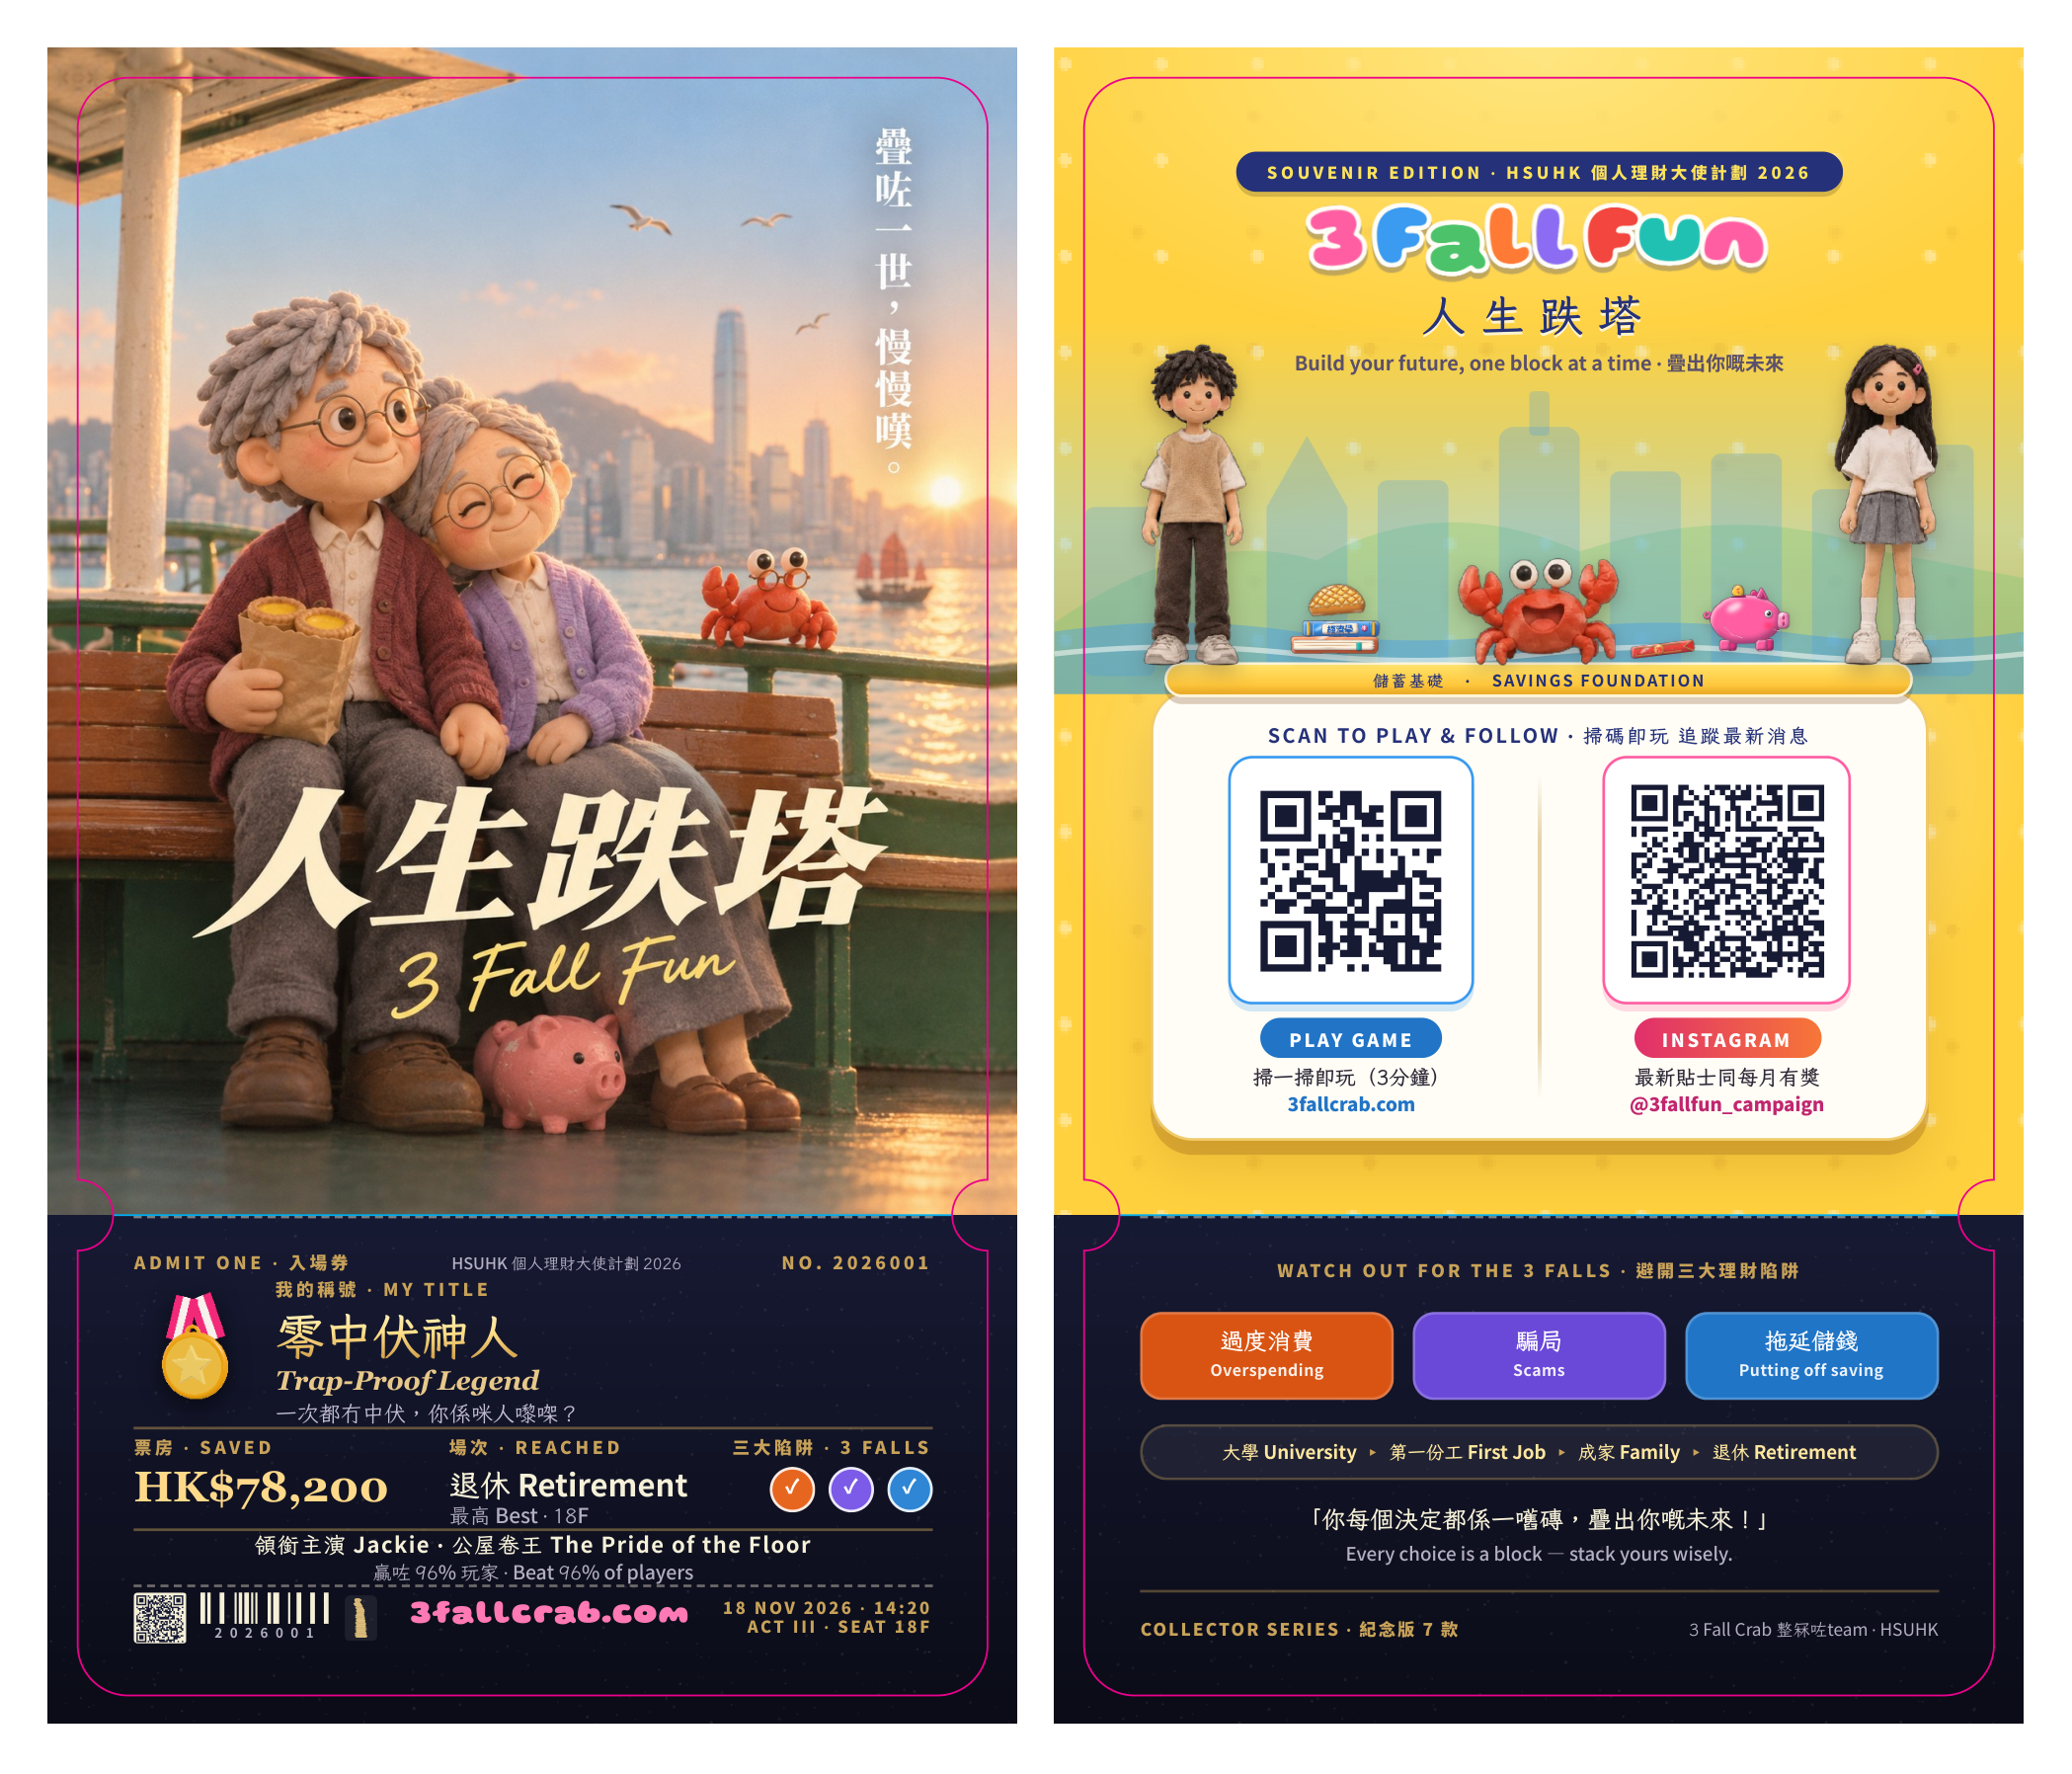 疊咗一世，慢慢嘆。
人生跌塔
3 Fall Fun
ADMIT ONE · 入場券
HSUHK 個人理財大使計劃 2026
NO. 2026001
我的稱號 · MY TITLE
零中伏神人
Trap-Proof Legend
一次都冇中伏，你係咪人嚟㗎？
票房 · SAVED
HK$78,200
場次 · REACHED
退休 Retirement
最高 Best · 18F
三大陷阱 · 3 FALLS
領銜主演 Jackie · 公屋卷王 The Pride of the Floor
贏咗 96% 玩家 · Beat 96% of players
2026001
3fallcrab.com
18 NOV 2026 · 14:20
ACT III · SEAT 18F
SOUVENIR EDITION · HSUHK 個人理財大使計劃 2026
3 Fall Fun
人生跌塔
Build your future, one block at a time · 疊出你嘅未來
儲蓄基礎 · SAVINGS FOUNDATION
SCAN TO PLAY & FOLLOW · 掃碼即玩 追蹤最新消息
PLAY GAME
掃一掃即玩（3分鐘）
3fallcrab.com
INSTAGRAM
最新貼士同每月有獎
@3fallfun_campaign
WATCH OUT FOR THE 3 FALLS · 避開三大理財陷阱
過度消費
Overspending
騙局
Scams
拖延儲錢
Putting off saving
大學 University ▸ 第一份工 First Job ▸ 成家 Family ▸ 退休 Retirement
「你每個決定都係一嚿磚，疊出你嘅未來！」
Every choice is a block — stack yours wisely.
COLLECTOR SERIES · 紀念版 7 款
3 Fall Crab 整冧咗team · HSUHK